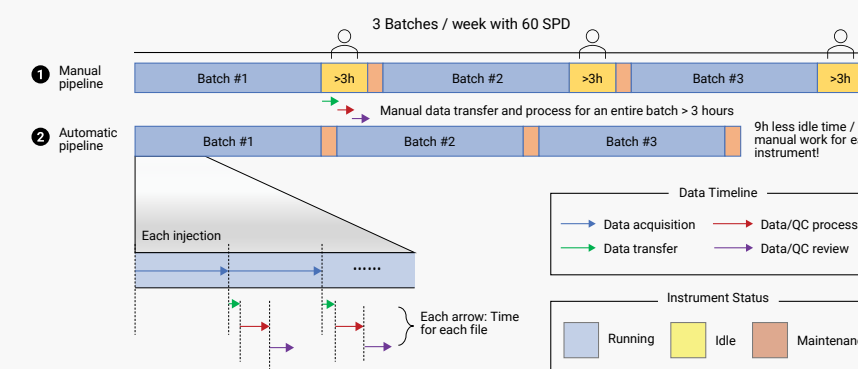 3 Batches / week with 60 SPD
1 Manual
pipeline
Batch #1 >3h Batch #2 >3h Batch #3 >3h
Manual data transfer and process for an entire batch > 3 hours
2 Automatic
pipeline
Batch #1 Batch #2 Batch #3
9h less idle time /
manual work for
instrument!
Each injection
......
Each arrow: Time
for each file
Data Timeline
Data acquisition Data/QC process
Data transfer Data/QC review
Instrument Status
Running Idle